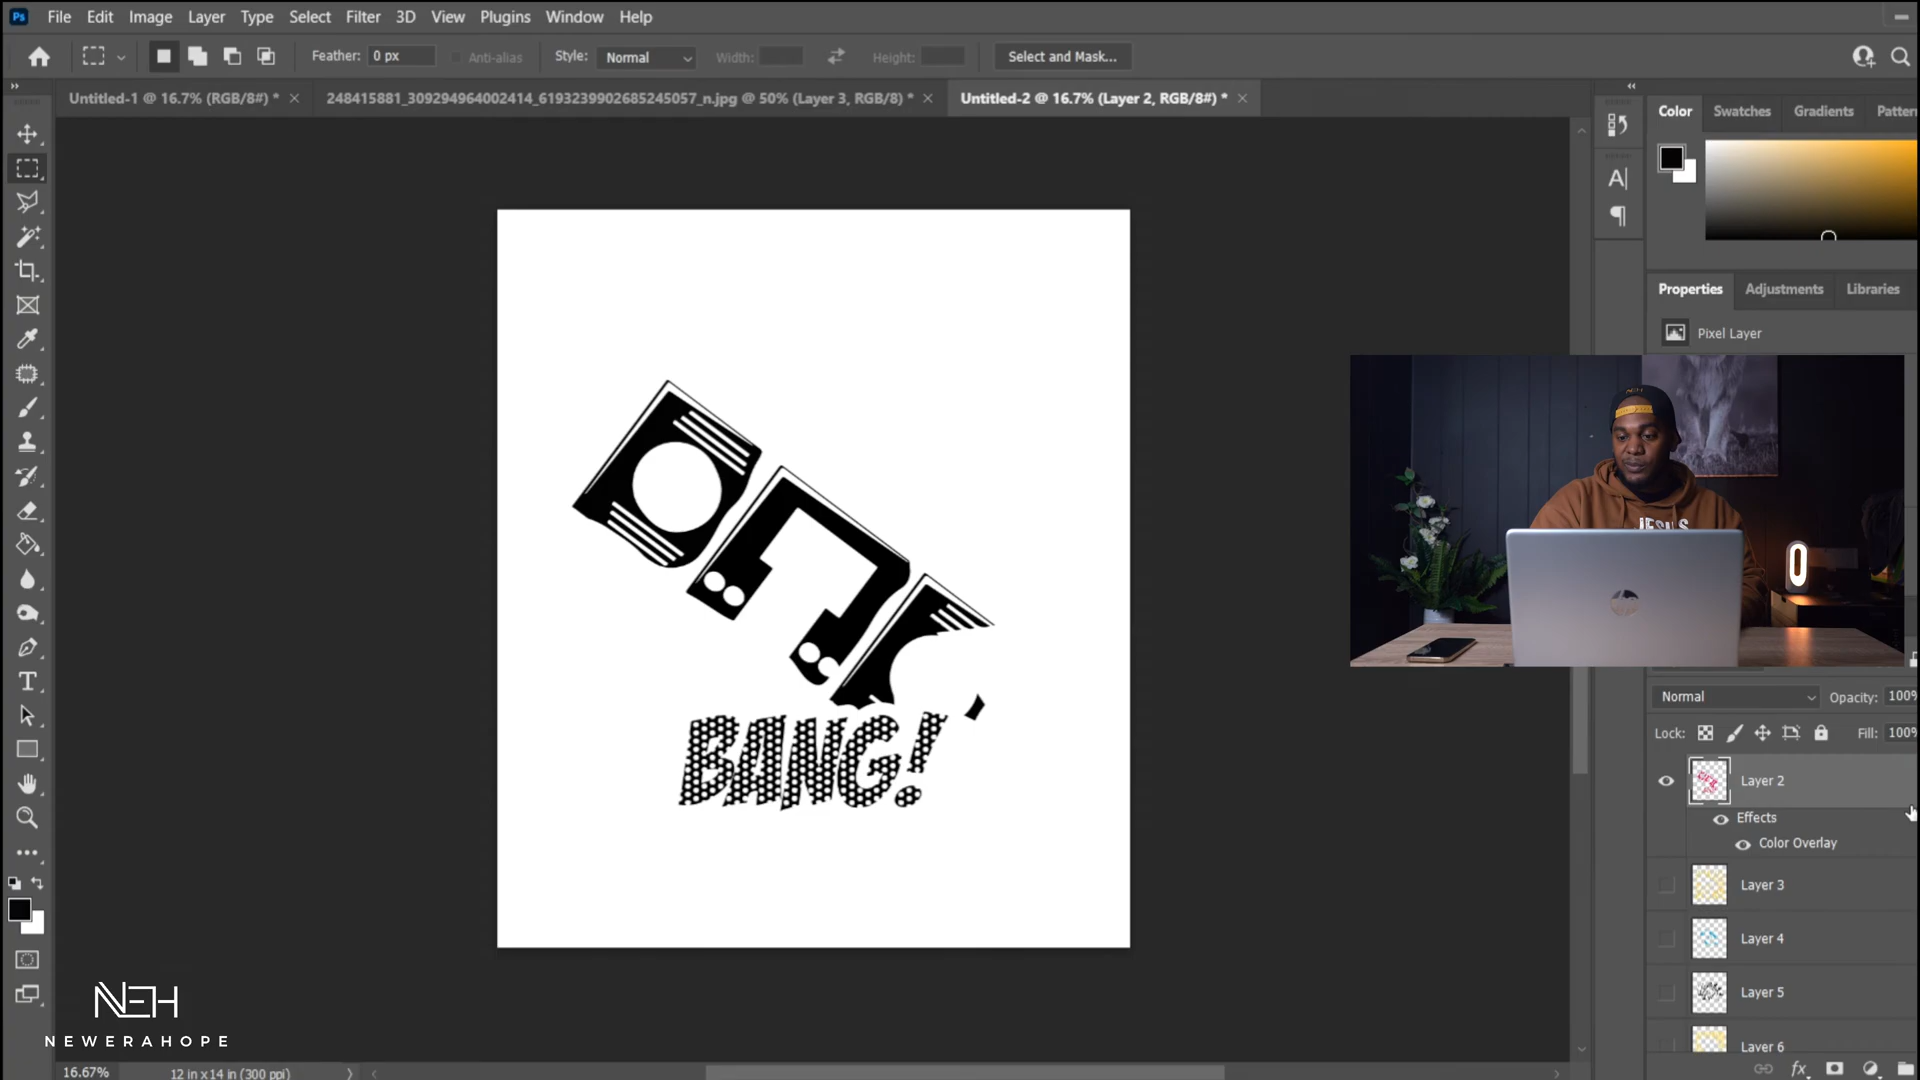 Ps File Edit Image Layer Type Select Filter 3D View Plugins Window Help
Feather: 0 px Anti-alias Style: Normal Width: Height: Select and Mask...
Untitled-1 @ 16.7% (RGB/8#) * 248415881_309294964002414_6193239902685245057_n.jpg @ 50% (Layer 3, RGB/8) * Untitled-2 @ 16.7% (Layer 2, RGB/8#) *
Color Swatches Gradients Pattern
Properties Adjustments Libraries
Pixel Layer
JESUS
BANG!
Normal Opacity: 100%
Lock: Fill: 100%
Layer 2
Effects
Color Overlay
Layer 3
Layer 4
Layer 5
Layer 6
NEH
NEWERAHOPE
16.67% 12 in x 14 in (300 ppi)